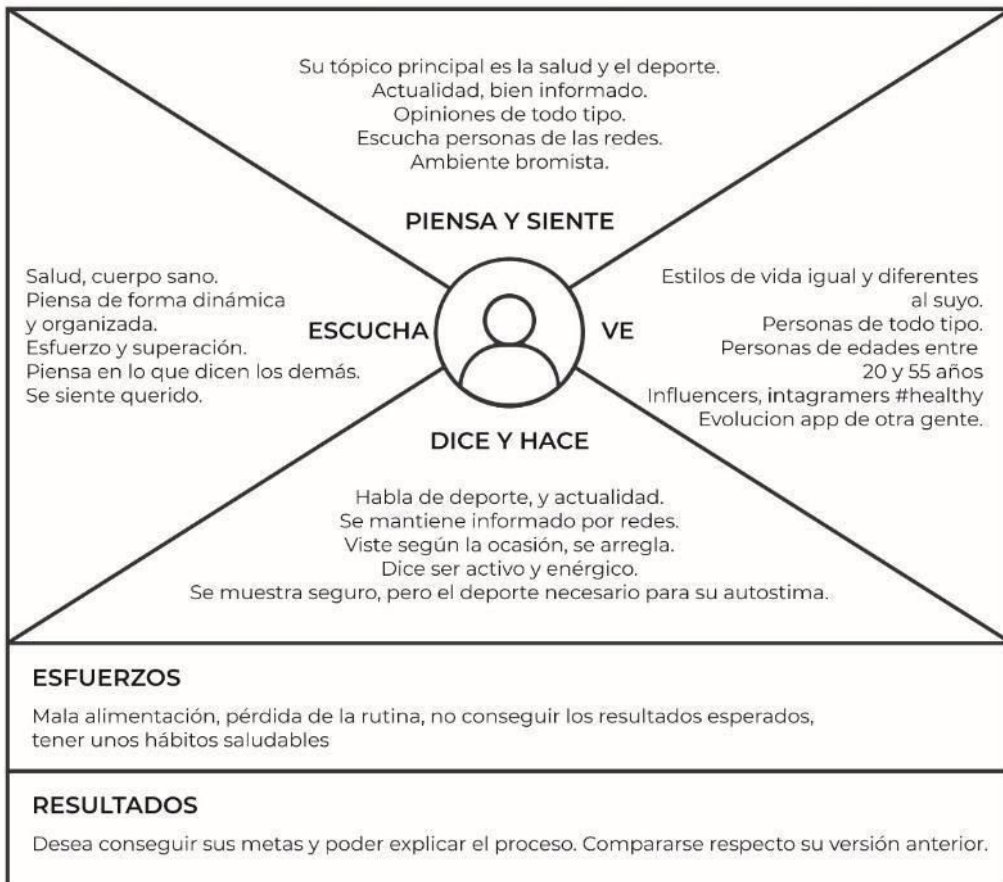 Su tópico principal es la salud y el deporte.
Actualidad, bien informado.
Opiniones de todo tipo.
Escucha personas de las redes.
Ambiente bromista.
PIENSA Y SIENTE
Salud, cuerpo sano.
Piensa de forma dinámica
y organizada.
Esfuerzo y superación.
Piensa en lo que dicen los demás.
Se siente querido.
ESCUCHA
VE
Estilos de vida igual y diferentes
al suyo.
Personas de todo tipo.
Personas de edades entre
20 y 55 años
Influencers, intagramers #healthy
Evolucion app de otra gente.
DICE Y HACE
Habla de deporte, y actualidad.
Se mantiene informado por redes.
Viste según la ocasión, se arregla.
Dice ser activo y enérgico.
Se muestra seguro, pero el deporte necesario para su autostima.
ESFUERZOS
Mala alimentación, pérdida de la rutina, no conseguir los resultados esperados,
tener unos hábitos saludables
RESULTADOS
Desea conseguir sus metas y poder explicar el proceso. Compararse respecto su versión anterior.